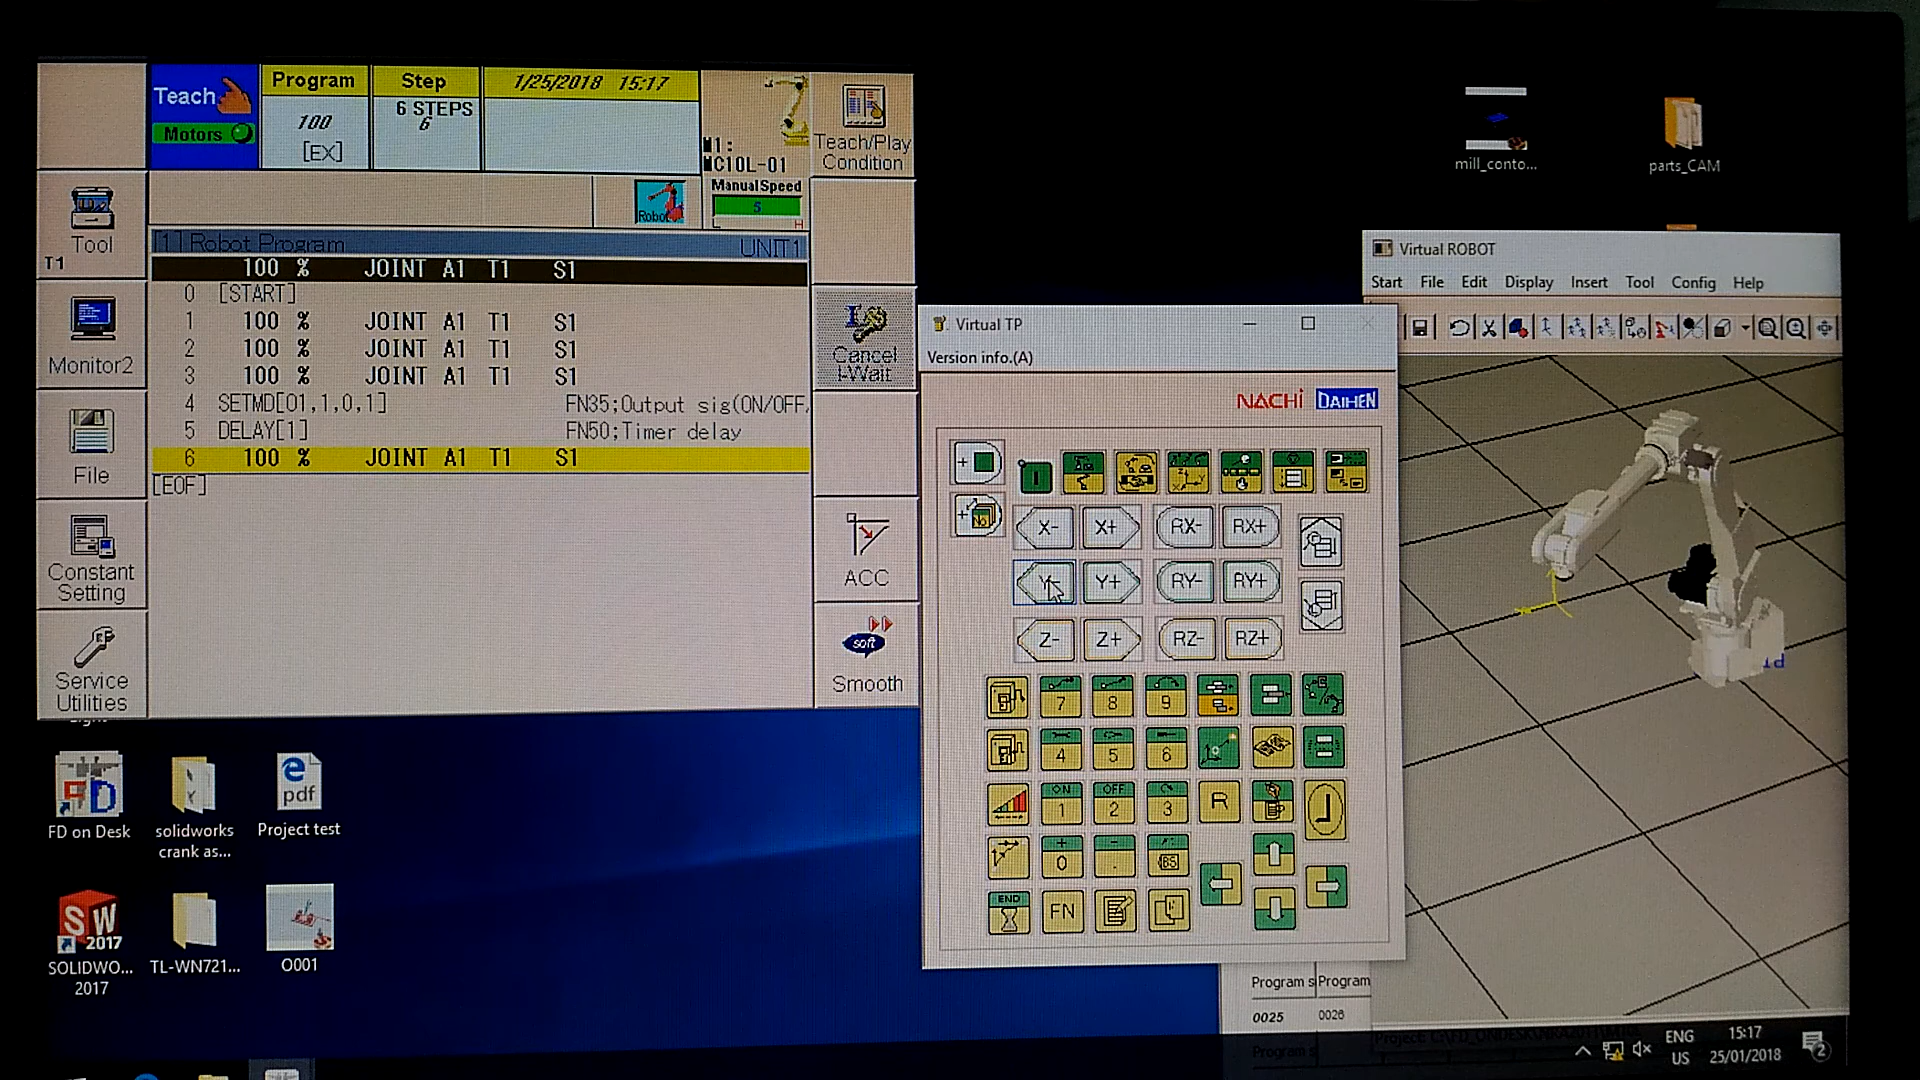 Teach
Motors
Program
100
[EX]
Step
6 STEPS
6
1/25/2018 15:17
M1:
MC10L-01
Teach/Play
Condition
Robot
Manual Speed
5
L H
Tool
T1
Monitor2
File
Constant
Setting
Service
Utilities
[1] Robot Program UNIT1
100 % JOINT A1 T1 S1
0 [START]
1 100 % JOINT A1 T1 S1
2 100 % JOINT A1 T1 S1
3 100 % JOINT A1 T1 S1
4 SETMD[O1,1,0,1] FN35;Output sig(ON/OFF,
5 DELAY[1] FN50;Timer delay
6 100 % JOINT A1 T1 S1
[EOF]
Cancel
I-Wait
ACC
soft
Smooth
mill_conto...
parts_CAM
Virtual ROBOT
Start File Edit Display Insert Tool Config Help
Virtual TP
Version info.(A)
NACHI DAIHEN
X- X+ RX- RX+
Y- Y+ RY- RY+
Z- Z+ RZ- RZ+
7 8 9
4 5 6
ON OFF
1 2 3 R
+ -
0 . BS
END
FN
FD
FD on Desk
solidworks
crank as...
pdf
Project test
SW
2017
SOLIDWO...
2017
TL-WN721...
O001
Program s Program
0025 0026
Program s
ENG
US
15:17
25/01/2018
2